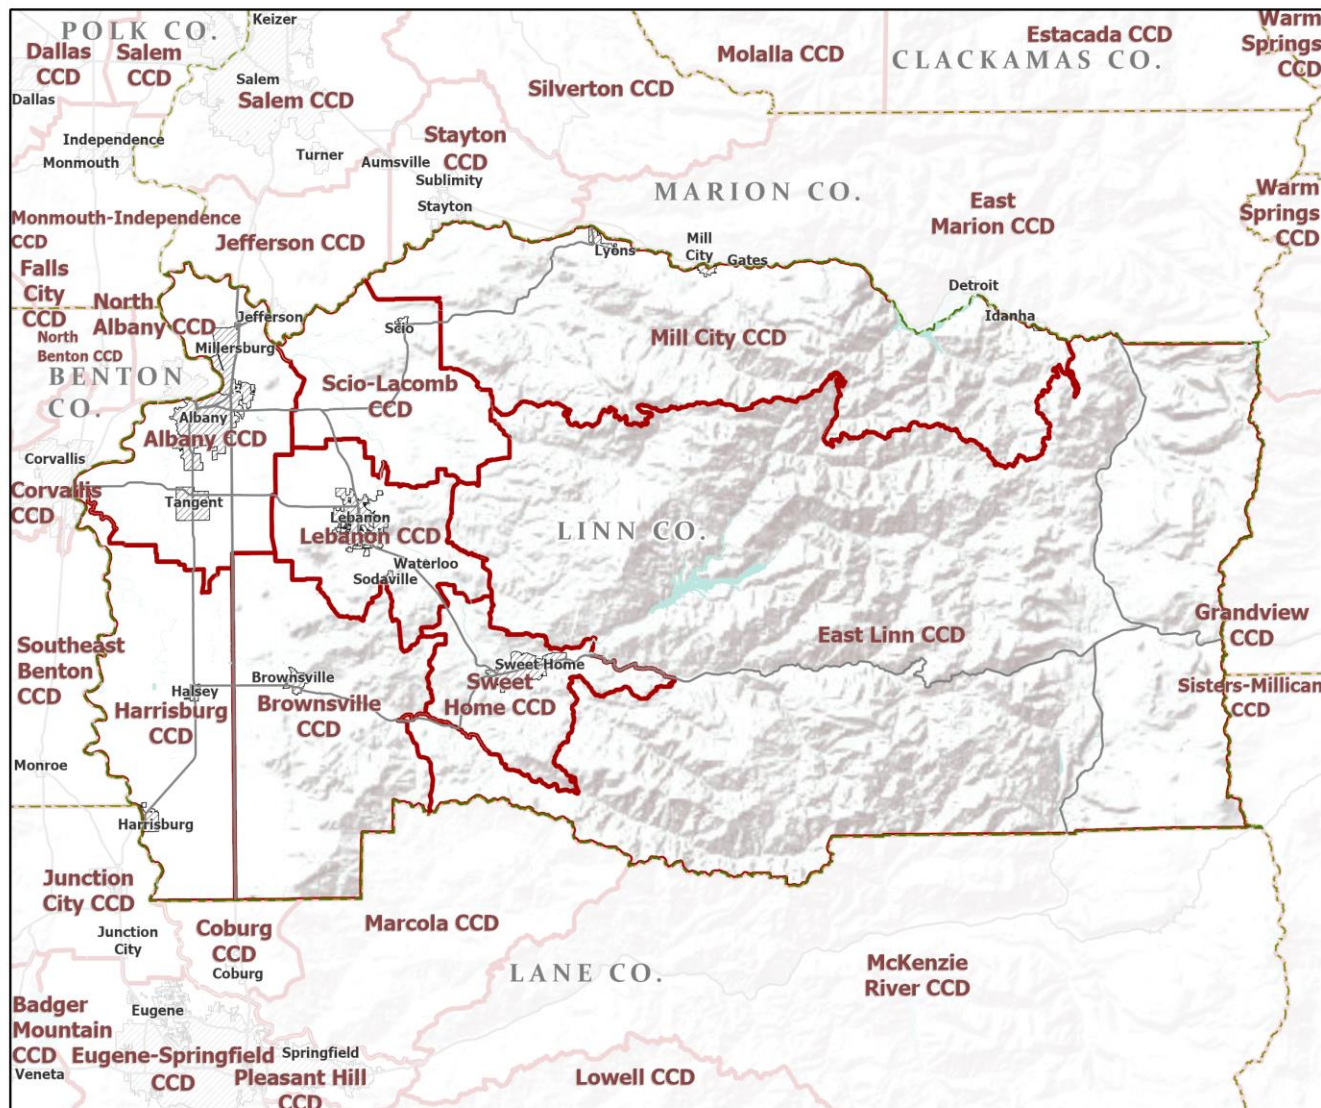 POLK CO.
Keizer
Dallas
CCD
Salem
CCD
Salem
Salem CCD
Dallas
Independence
Monmouth
Turner
Aumsville
Stayton
CCD
Sublimity
Stayton
Silverton CCD
Molalla CCD
Estacada CCD
CLACKAMAS CO.
Warm
Springs
CCD
MARION CO.
East
Marion CCD
Warm
Springs
CCD
Monmouth-Independence
CCD
Jefferson CCD
Falls
City
CCD
North
Albany CCD
North
Benton CCD
BENTON
CO.
Jefferson
Millersburg
Lyons
Mill
City
Gates
Detroit
Idanha
Scio
Mill City CCD
Scio-Lacomb
CCD
Albany
Albany CCD
Corvallis
Corvallis
CCD
Tangent
Lebanon
Lebanon CCD
LINN CO.
Waterloo
Sodaville
East Linn CCD
Grandview
CCD
Southeast
Benton
CCD
Sweet Home
Sweet
Home CCD
Brownsville
Brownsville
CCD
Halsey
Harrisburg
CCD
Sisters-Millican
CCD
Monroe
Harrisburg
Junction
City CCD
Junction
City
Coburg
CCD
Coburg
Marcola CCD
LANE CO.
McKenzie
River CCD
Badger
Mountain
CCD
Veneta
Eugene
Eugene-Springfield
CCD
Springfield
Pleasant Hill
CCD
Lowell CCD